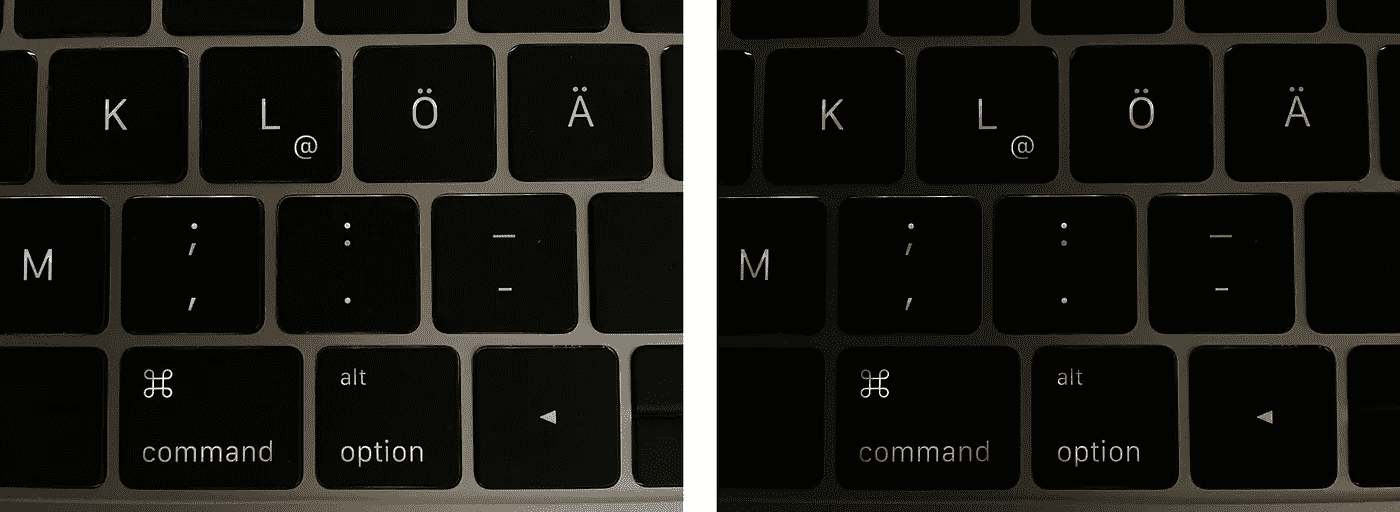 K L @ Ö Ä
M ; , : . _ -
⌘ alt
command option ◀
K L @ Ö Ä
M ; , : . _ -
⌘ alt
command option ◀